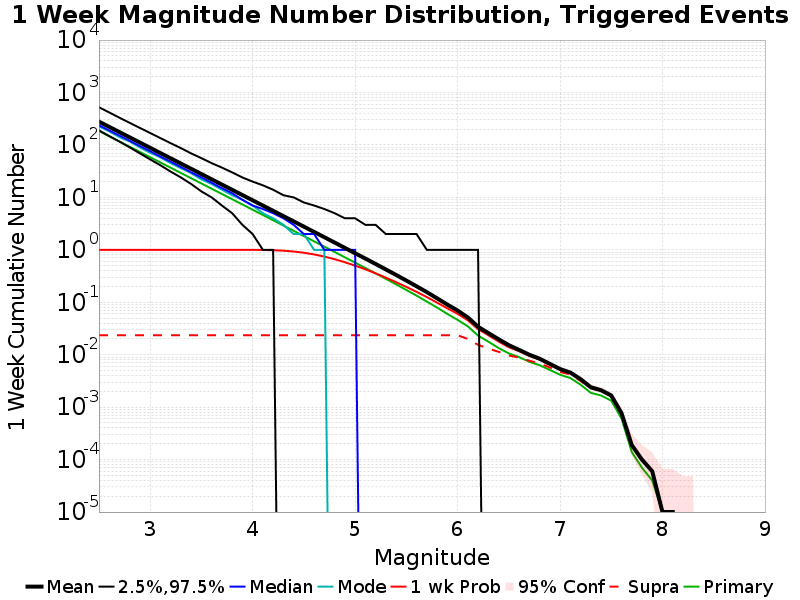 1 Week Magnitude Number Distribution, Triggered Events
1 Week Cumulative Number
10^4
10^3
10^2
10^1
10^0
10^-1
10^-2
10^-3
10^-4
10^-5
3 4 5 6 7 8 9
Magnitude
Mean 2.5%,97.5% Median Mode 1 wk Prob 95% Conf Supra Primary